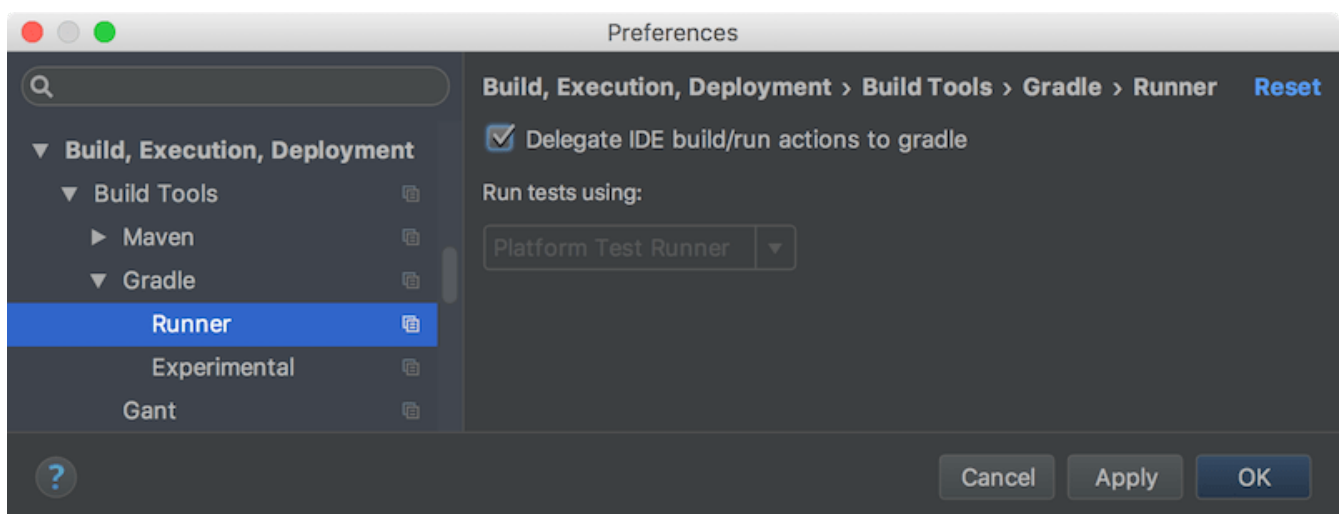 Preferences
Build, Execution, Deployment
Build Tools
Maven
Gradle
Runner
Experimental
Gant
Build, Execution, Deployment › Build Tools › Gradle › Runner Reset
Delegate IDE build/run actions to gradle
Run tests using:
Platform Test Runner
?
Cancel Apply OK